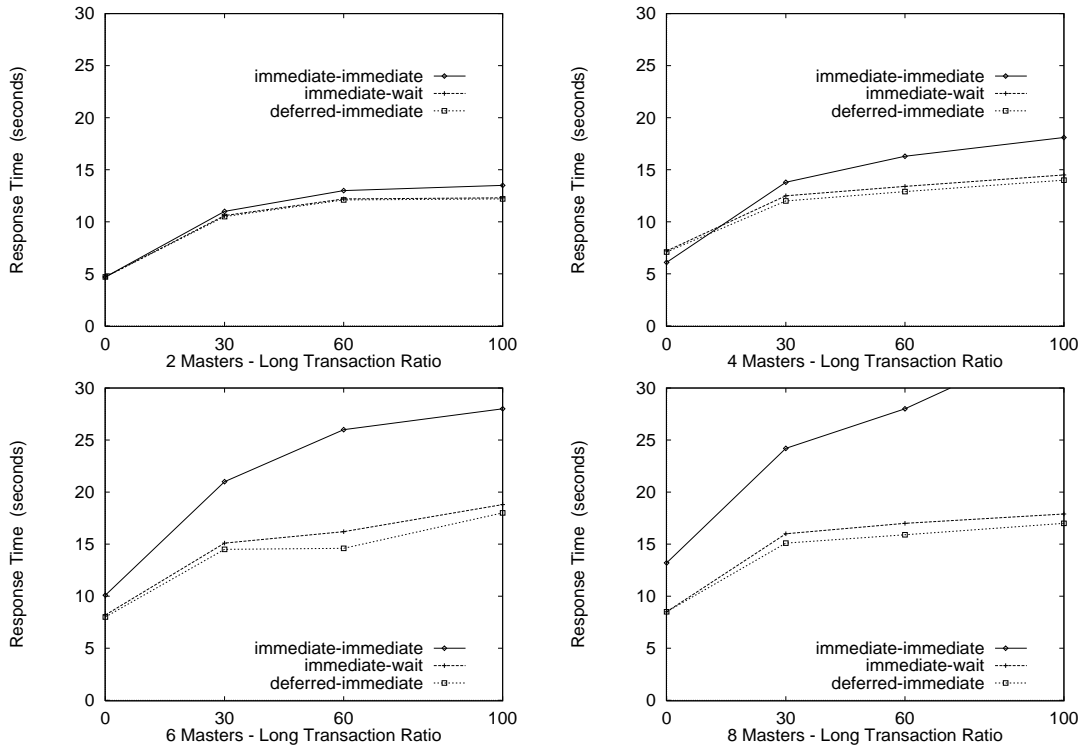 30
25
20
15
10
5
0
Response Time (seconds)
immediate-immediate
immediate-wait
deferred-immediate
0 30 60 100
2 Masters - Long Transaction Ratio
30
25
20
15
10
5
0
Response Time (seconds)
immediate-immediate
immediate-wait
deferred-immediate
0 30 60 100
4 Masters - Long Transaction Ratio
30
25
20
15
10
5
0
Response Time (seconds)
immediate-immediate
immediate-wait
deferred-immediate
0 30 60 100
6 Masters - Long Transaction Ratio
30
25
20
15
10
5
0
Response Time (seconds)
immediate-immediate
immediate-wait
deferred-immediate
0 30 60 100
8 Masters - Long Transaction Ratio